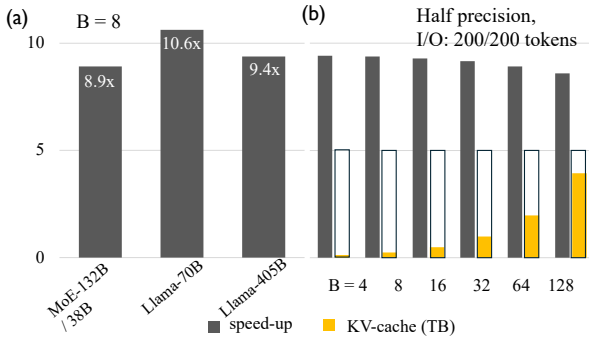 (a)
B = 8
10
5
0
8.9x
10.6x
9.4x
MoE-132B
/ 38B
Llama-70B
Llama-405B
(b)
Half precision,
I/O: 200/200 tokens
B = 4 8 16 32 64 128
speed-up KV-cache (TB)